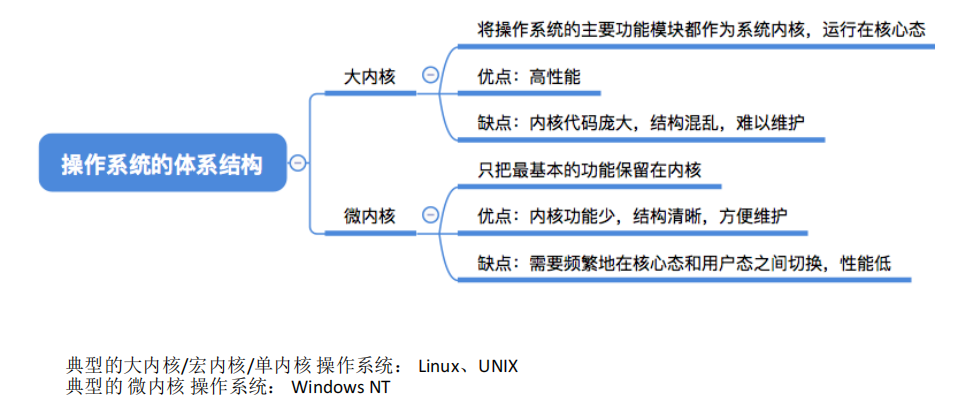 操作系统的体系结构
大内核
将操作系统的主要功能模块都作为系统内核，运行在核心态
优点：高性能
缺点：内核代码庞大，结构混乱，难以维护
微内核
只把最基本的功能保留在内核
优点：内核功能少，结构清晰，方便维护
缺点：需要频繁地在核心态和用户态之间切换，性能低
典型的大内核/宏内核/单内核 操作系统： Linux、UNIX
典型的 微内核 操作系统： Windows NT